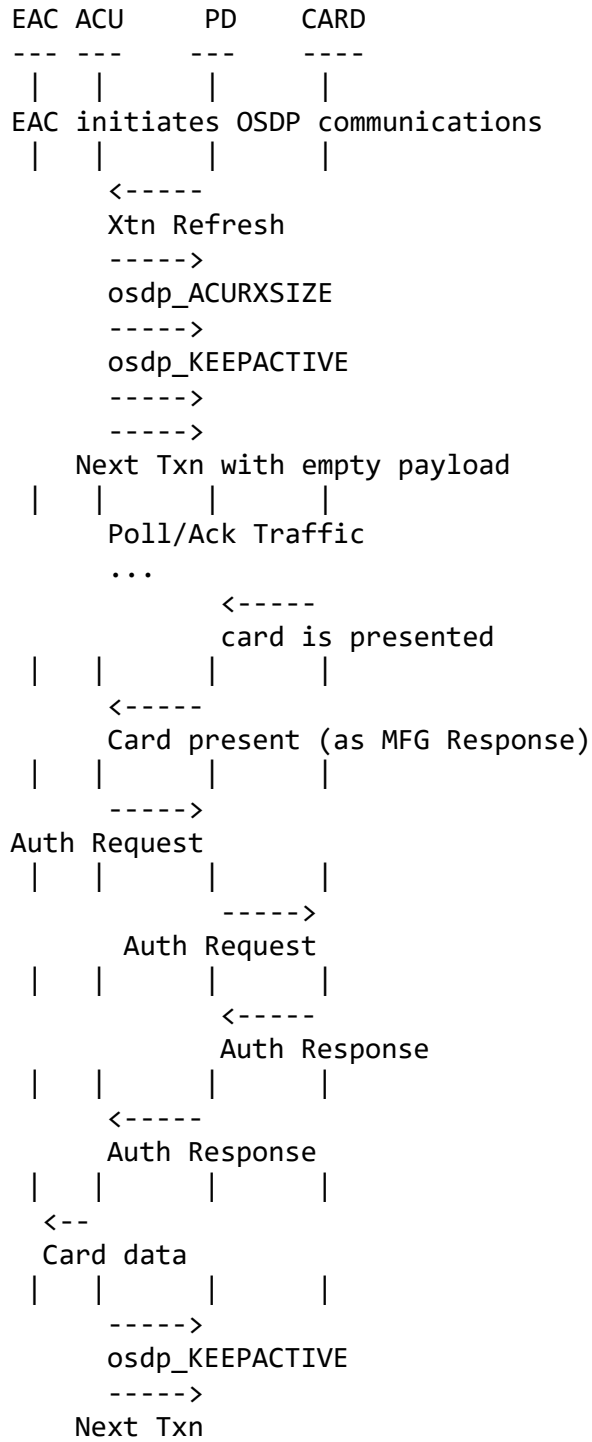 EAC ACU     PD     CARD
--- ---    ---    ----
 |   |      |      |
EAC initiates OSDP communications
 |   |      |      |
      <-----
      Xtn Refresh
      ----->
      osdp_ACURXSIZE
      ----->
      osdp_KEEPACTIVE
      ----->
      ----->
    Next Txn with empty payload
 |   |      |      |
      Poll/Ack Traffic
      ...
             <-----
             card is presented
 |   |      |      |
      <-----
      Card present (as MFG Response)
 |   |      |      |
      ----->
Auth Request
 |   |      |      |
             ----->
       Auth Request
 |   |      |      |
             <-----
             Auth Response
 |   |      |      |
      <-----
      Auth Response
 |   |      |      |
  <--
  Card data
 |   |      |      |
      ----->
      osdp_KEEPACTIVE
      ----->
    Next Txn